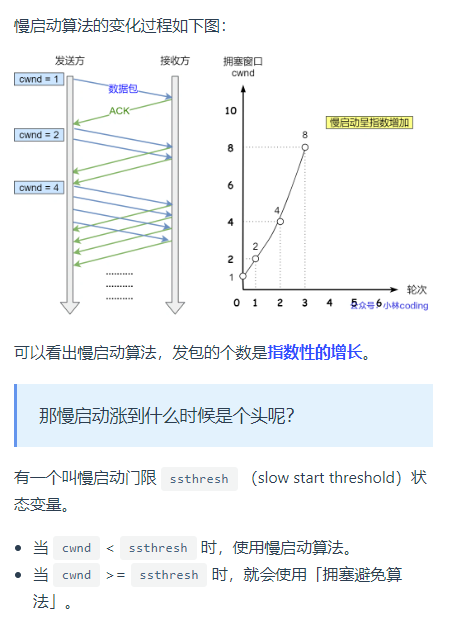 慢启动算法的变化过程如下图：
发送方
接收方
cwnd = 1
数据包
ACK
cwnd = 2
cwnd = 4
..........
..........
..........
拥塞窗口
cwnd
10
8
6
4
2
1
2
4
8
慢启动呈指数增加
轮次
0 1 2 3 4 5 6
公众号：小林coding
可以看出慢启动算法，发包的个数是指数性的增长。
那慢启动涨到什么时候是个头呢？
有一个叫慢启动门限 ssthresh （slow start threshold）状
态变量。
• 当 cwnd < ssthresh 时，使用慢启动算法。
• 当 cwnd >= ssthresh 时，就会使用「拥塞避免算
法」。